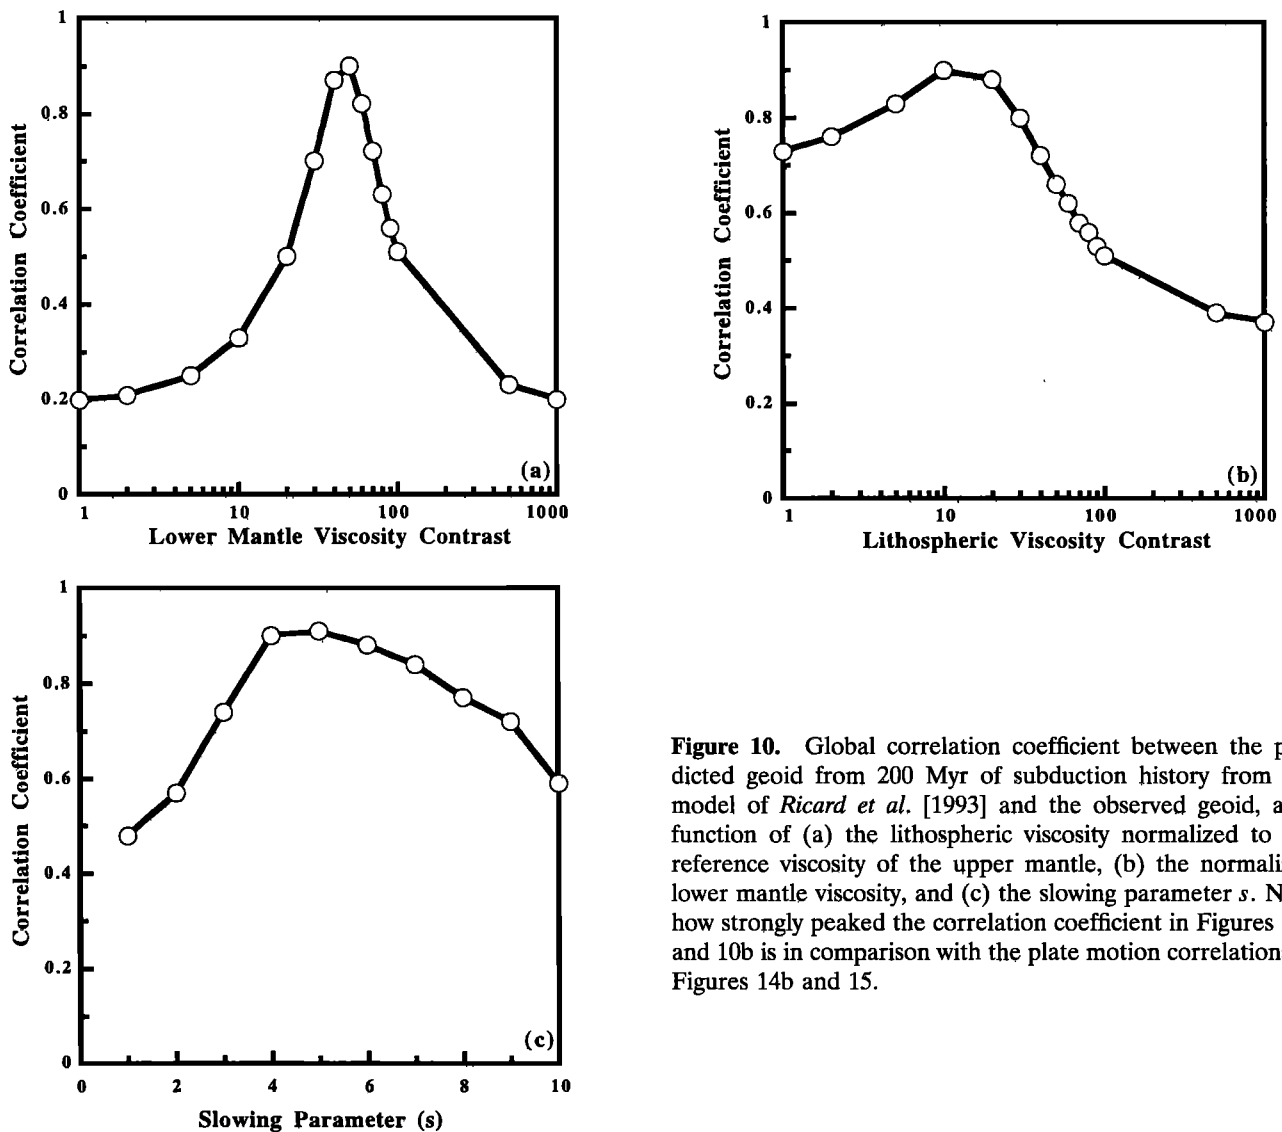 1
0.8
0.6
0.4
0.2
0
Correlation Coefficient
(a)
1
10
100
1000
Lower Mantle Viscosity Contrast
1
0.8
0.6
0.4
0.2
0
Correlation Coefficient
(b)
1
10
100
1000
Lithospheric Viscosity Contrast
1
0.8
0.6
0.4
0.2
0
Correlation Coefficient
(c)
0
2
4
6
8
10
Slowing Parameter (s)
Figure 10. Global correlation coefficient between the p
dicted geoid from 200 Myr of subduction history from
model of Ricard et al. [1993] and the observed geoid, a
function of (a) the lithospheric viscosity normalized to
reference viscosity of the upper mantle, (b) the normali
lower mantle viscosity, and (c) the slowing parameter s. N
how strongly peaked the correlation coefficient in Figures
and 10b is in comparison with the plate motion correlation
Figures 14b and 15.